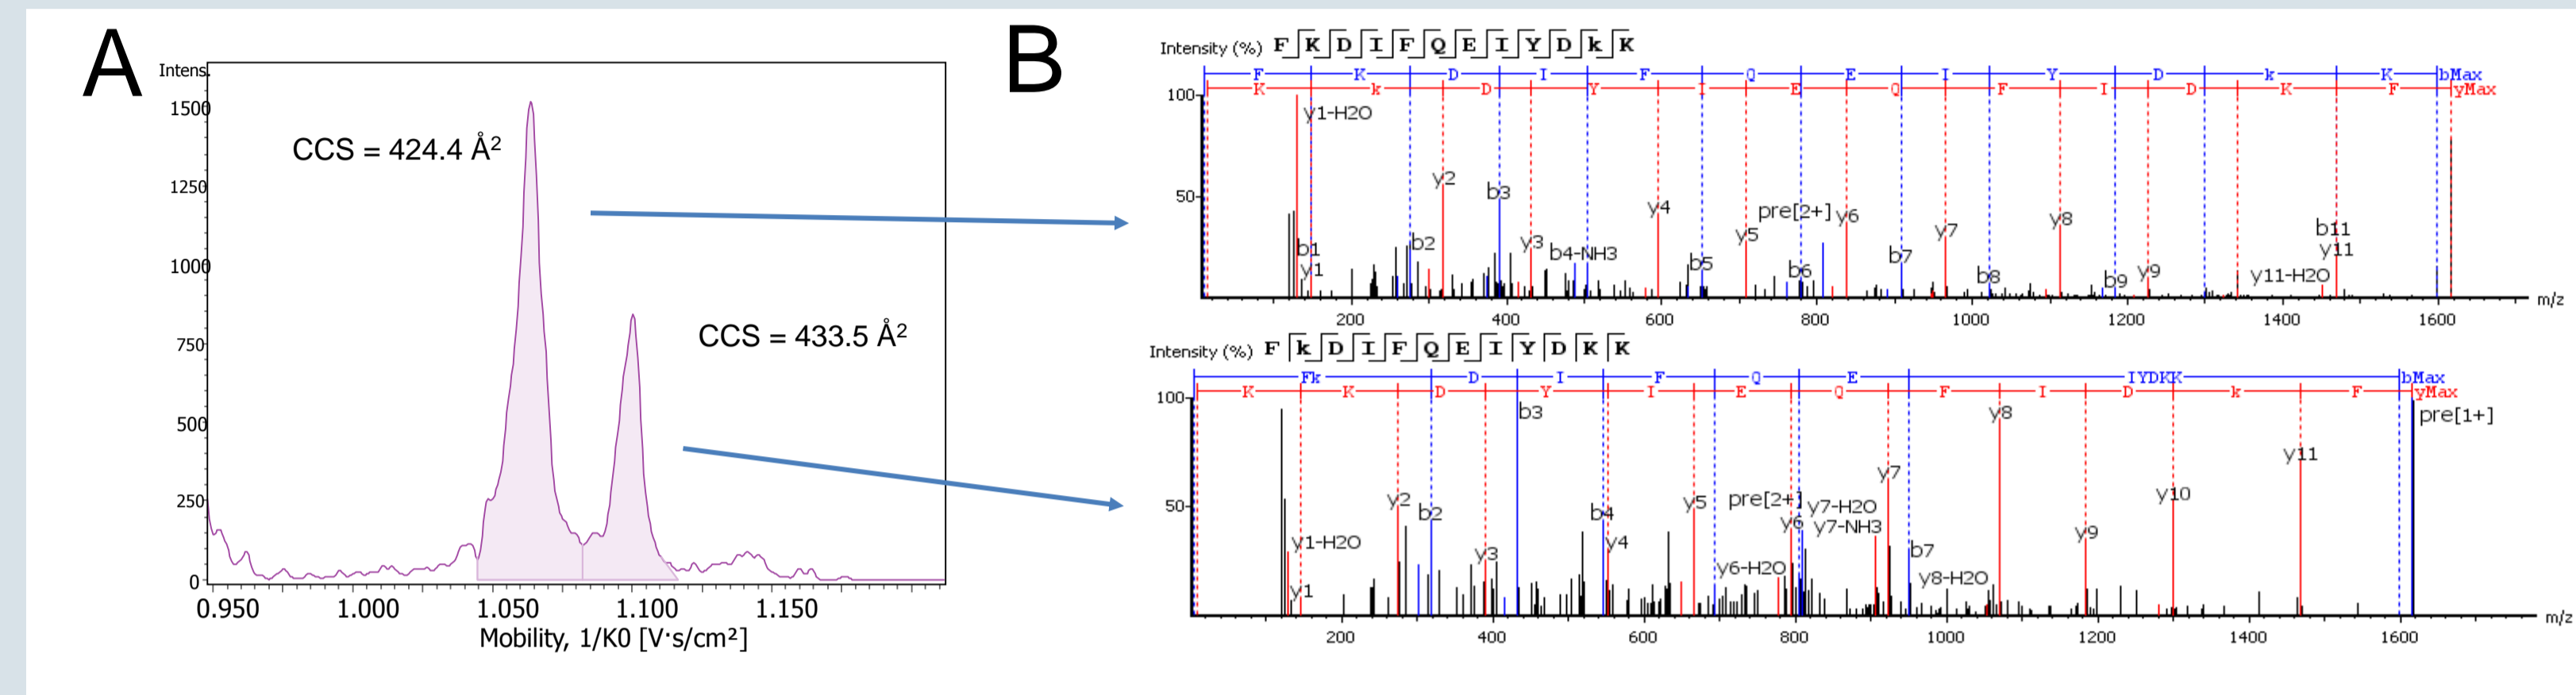 A
Intens.
1500
1250
1000
750
500
250
0
CCS = 424.4 Å²
CCS = 433.5 Å²
0.950 1.000 1.050 1.100 1.150
Mobility, 1/K0 [V·s/cm²]
B
Intensity (%) F K D I F Q E I Y D k K
F K D I F Q E I Y D k K bMax
K k D Y I E Q F I D K F yMax
100
50
y1-H2O
b1
y1
b2
y2
b3
y3
b4-NH3
y4
b5
y5
pre[2+]
b6
y6
b7
y7
b8
y8
b9
y9
y11-H2O
b11
y11
200 400 600 800 1000 1200 1400 1600
m/z
Intensity (%) F k D I F Q E I Y D K K
Fk D I F Q E IYDKK bMax
K K D Y I E Q F I D k F yMax
100
50
y1-H2O
y1
y2
b2
y3
b3
b4
y4
y5
pre[2+]
y6
y6-H2O
y7-H2O
y7-NH3
y7
b7
y8-H2O
y8
y9
y10
y11
pre[1+]
200 400 600 800 1000 1200 1400 1600
m/z